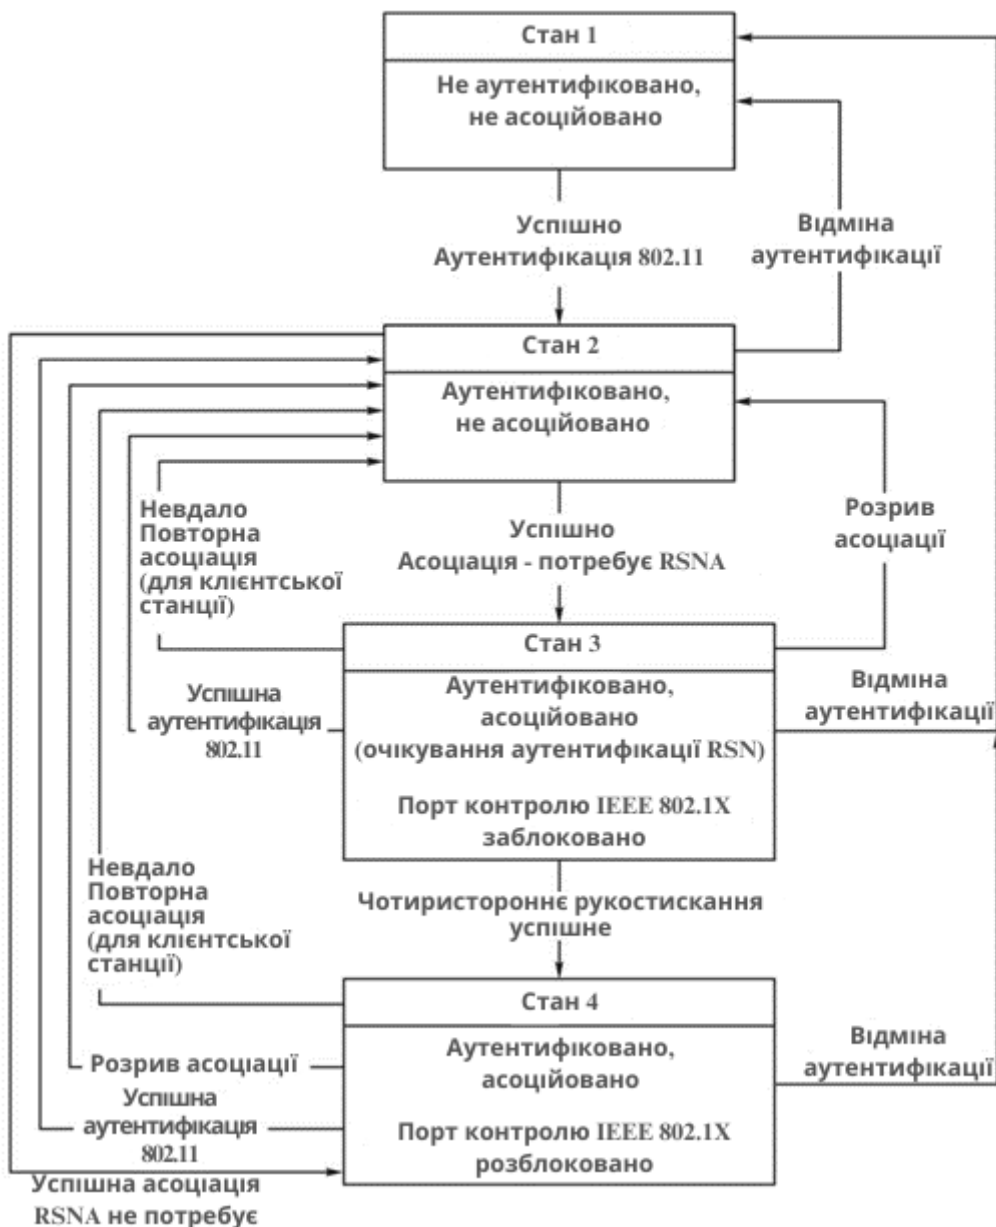 Стан 1
Не аутентифіковано,
не асоційовано
Успішно
Аутентифікація 802.11
Відміна
аутентифікації
Стан 2
Аутентифіковано,
не асоційовано
Невдало
Повторна
асоціація
(для клієнтської
станції)
Успішно
Асоціація - потребує RSNA
Розрив
асоціації
Стан 3
Аутентифіковано,
асоційовано
(очікування аутентифікації RSN)
Порт контролю IEEE 802.1X
заблоковано
Успішна
аутентифікація
802.11
Відміна
аутентифікації
Невдало
Повторна
асоціація
(для клієнтської
станції)
Чотиристороннє рукостискання
успішне
Стан 4
Аутентифіковано,
асоційовано
Порт контролю IEEE 802.1X
розблоковано
Розрив асоціації
Успішна
аутентифікація
802.11
Відміна
аутентифікації
Успішна асоціація
RSNA не потребує